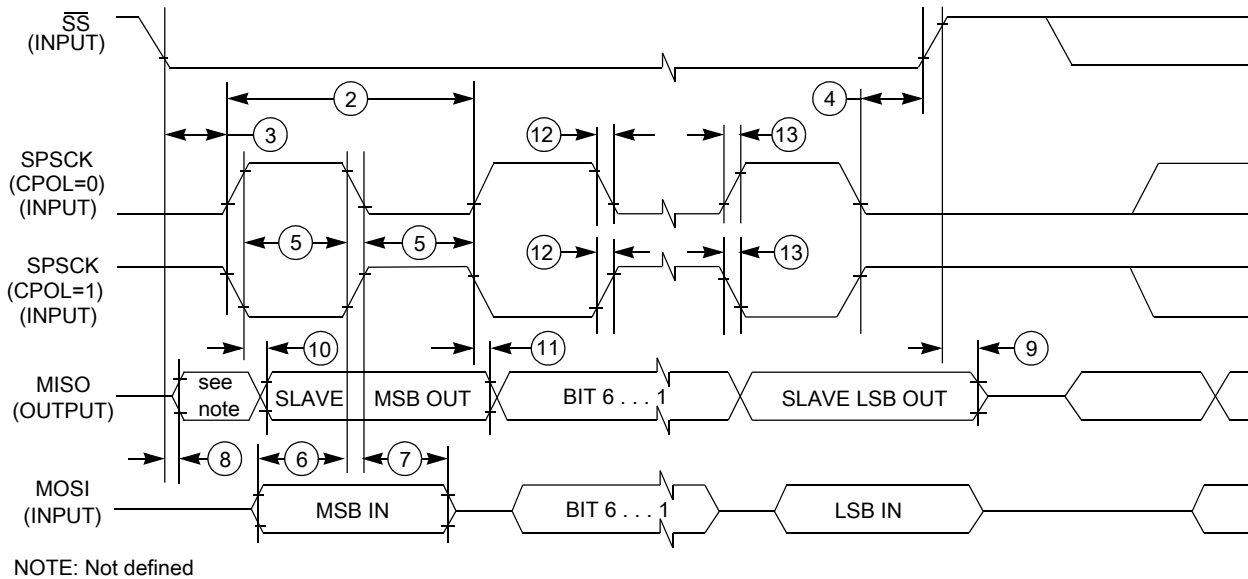 SS
(INPUT)
2
4
3
12
13
SPSCK
(CPOL=0)
(INPUT)
5
5
12
13
SPSCK
(CPOL=1)
(INPUT)
10
11
9
MISO
(OUTPUT)
see
note
SLAVE
MSB OUT
BIT 6 . . . 1
SLAVE LSB OUT
8
6
7
MOSI
(INPUT)
MSB IN
BIT 6 . . . 1
LSB IN
NOTE: Not defined